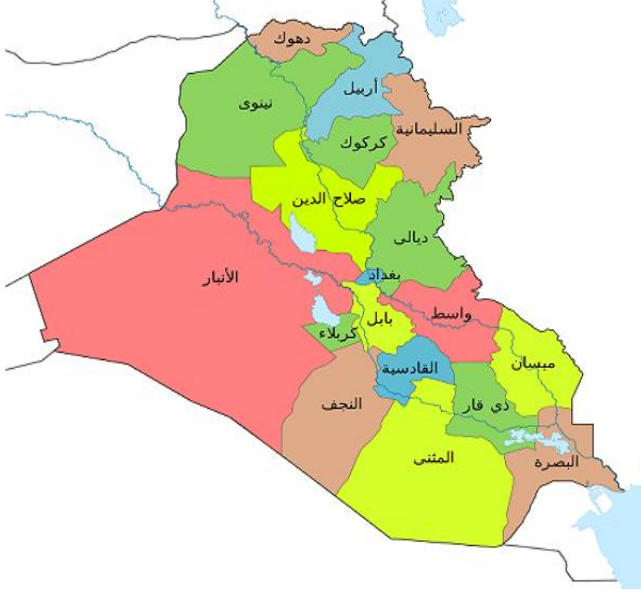 دهوك
أربيل
نينوى
السليمانية
كركوك
صلاح الدين
ديالى
بغداد
الأنبار
واسط
بابل
كربلاء
ميسان
القادسية
النجف
ذي قار
المثنى
البصرة